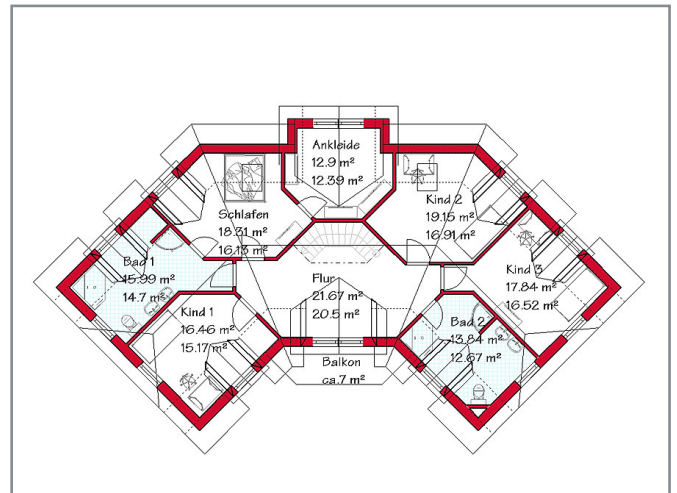 Ankleide
12.9 m²
12.39 m²
Schlafen
18.31 m²
16.13 m²
Kind 2
19.15 m²
16.91 m²
Bad 1
15.99 m²
14.7 m²
Flur
21.67 m²
20.5 m²
Kind 3
17.84 m²
16.52 m²
Kind 1
16.46 m²
15.17 m²
Bad 2
13.84 m²
12.67 m²
Balkon
ca.7 m²